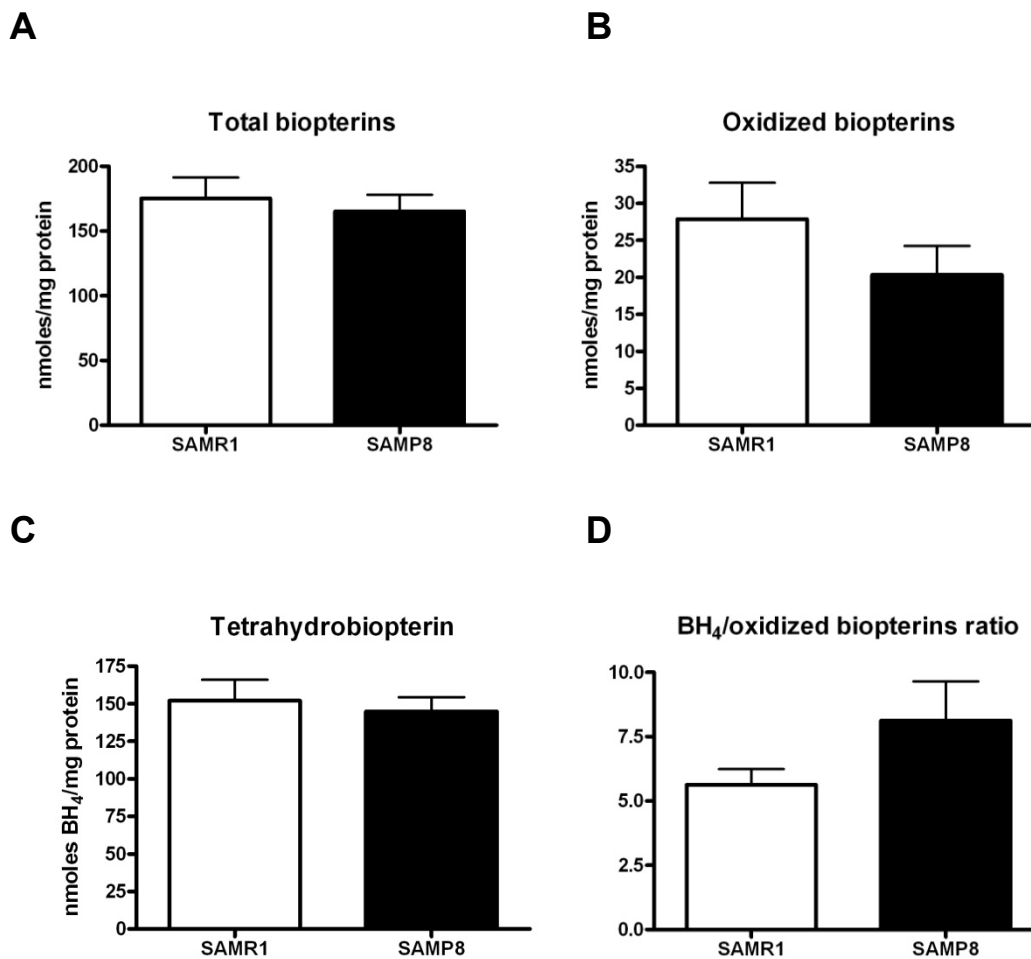 A
Total biopterins
nmoles/mg protein
200
150
100
50
0
SAMR1 SAMP8
B
Oxidized biopterins
nmoles/mg protein
35
30
25
20
15
10
5
0
SAMR1 SAMP8
C
Tetrahydrobiopterin
nmoles BH₄/mg protein
175
150
125
100
75
50
25
0
SAMR1 SAMP8
D
BH₄/oxidized biopterins ratio
10.0
7.5
5.0
2.5
0.0
SAMR1 SAMP8